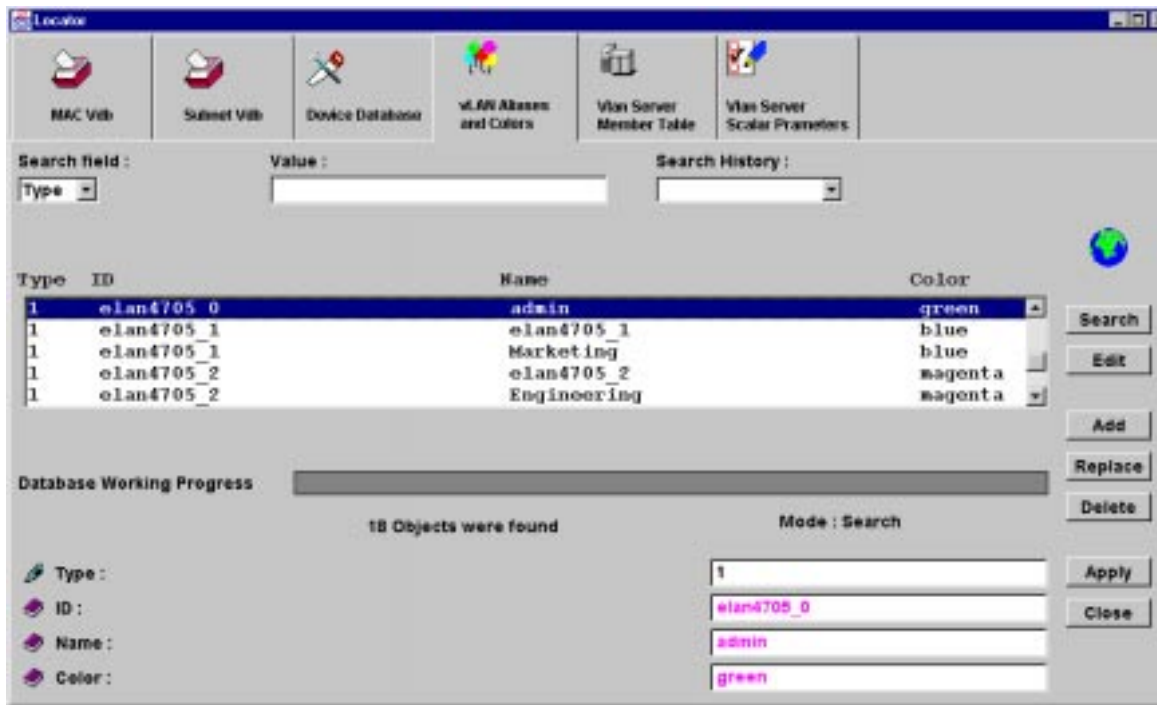 Locator
MAC Vdb
Subnet Vdb
Device Database
vLAN Aliases
and Colors
Vlan Server
Member Table
Vlan Server
Scalar Prameters
Search field :
Value :
Search History :
Type
Type ID Name Color
1 elan4705_0 admin green
1 elan4705_1 elan4705_1 blue
1 elan4705_1 Marketing blue
1 elan4705_2 elan4705_2 magenta
1 elan4705_2 Engineering magenta
Search
Edit
Add
Replace
Delete
Database Working Progress
18 Objects were found
Mode : Search
Type : 1
ID : elan4705_0
Name : admin
Color : green
Apply
Close